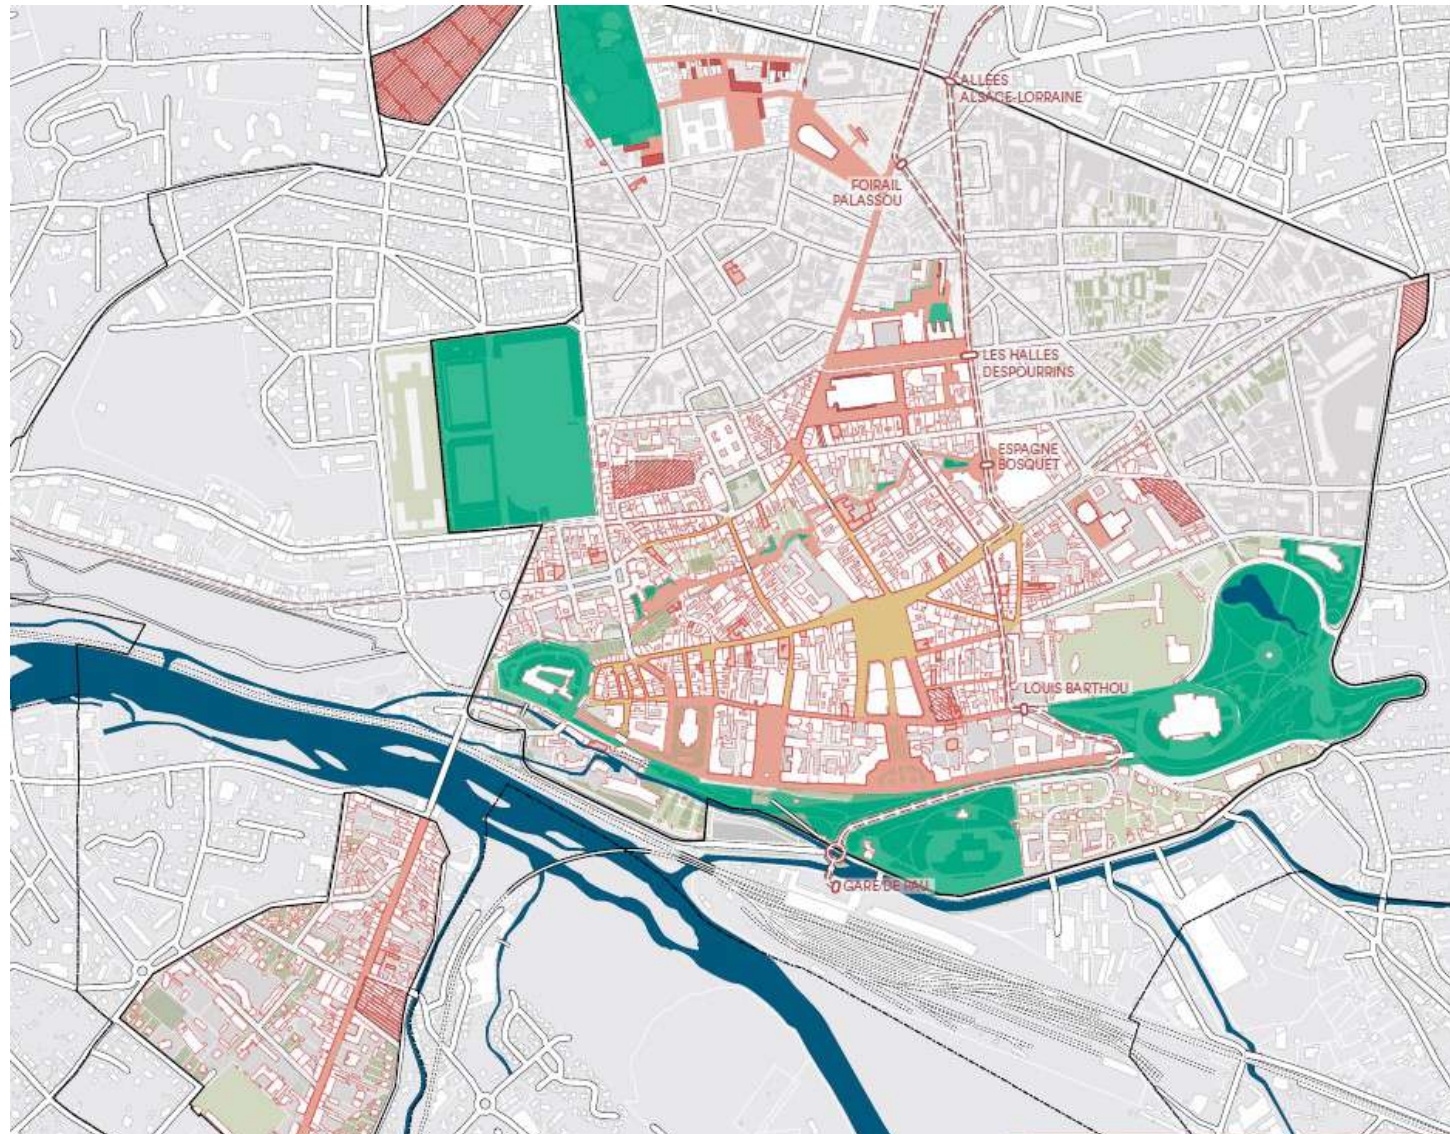 ALLÉES
ALSACE-LORRAINE
FOIRAIL
PALASSOU
LES HALLES
DESPOURRINS
ESPAGNE
BOSQUET
LOUIS BARTHOU
GARE DE PAU